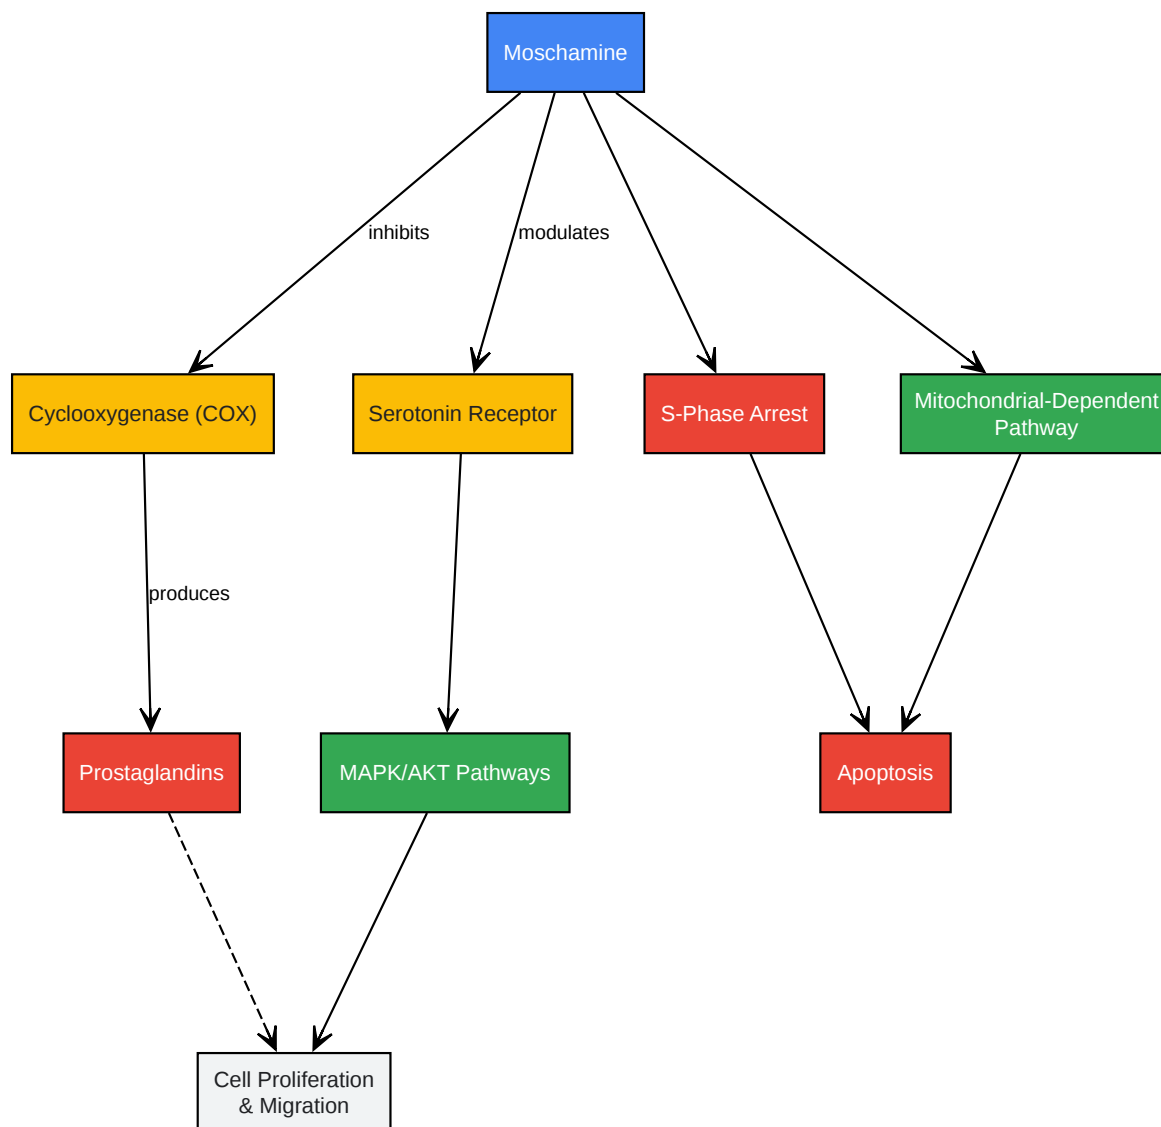 Moschamine
inhibits
modulates
Cyclooxygenase (COX)
Serotonin Receptor
S-Phase Arrest
Mitochondrial-Dependent
Pathway
produces
Prostaglandins
MAPK/AKT Pathways
Apoptosis
Cell Proliferation
& Migration